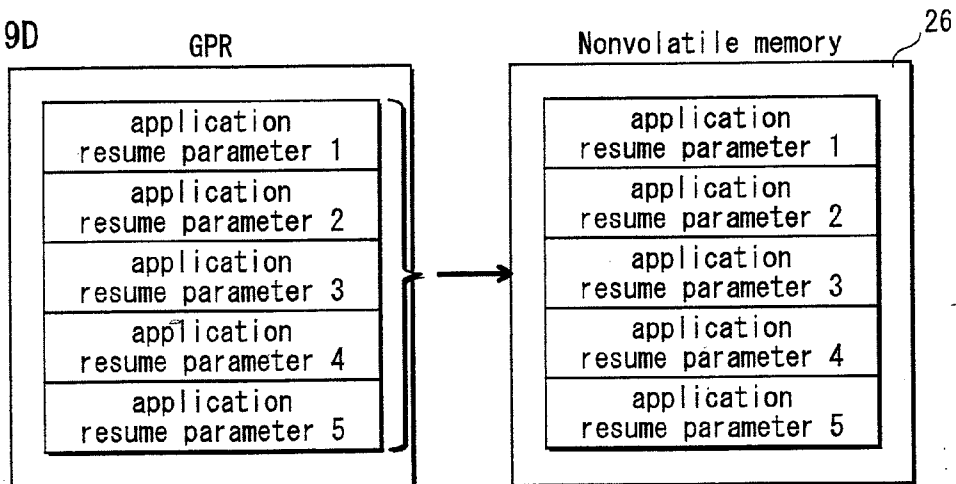 9D
GPR
application
resume parameter 1
application
resume parameter 2
application
resume parameter 3
application
resume parameter 4
application
resume parameter 5
Nonvolatile memory
26
application
resume parameter 1
application
resume parameter 2
application
resume parameter 3
application
resume parameter 4
application
resume parameter 5